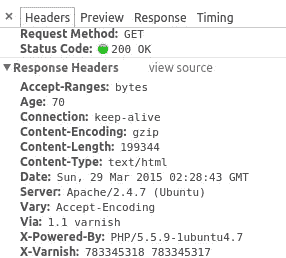 × Headers Preview Response Timing
Request Method: GET
Status Code: 200 OK
▼Response Headers view source
Accept-Ranges: bytes
Age: 70
Connection: keep-alive
Content-Encoding: gzip
Content-Length: 199344
Content-Type: text/html
Date: Sun, 29 Mar 2015 02:28:43 GMT
Server: Apache/2.4.7 (Ubuntu)
Vary: Accept-Encoding
Via: 1.1 varnish
X-Powered-By: PHP/5.5.9-1ubuntu4.7
X-Varnish: 783345318 783345317